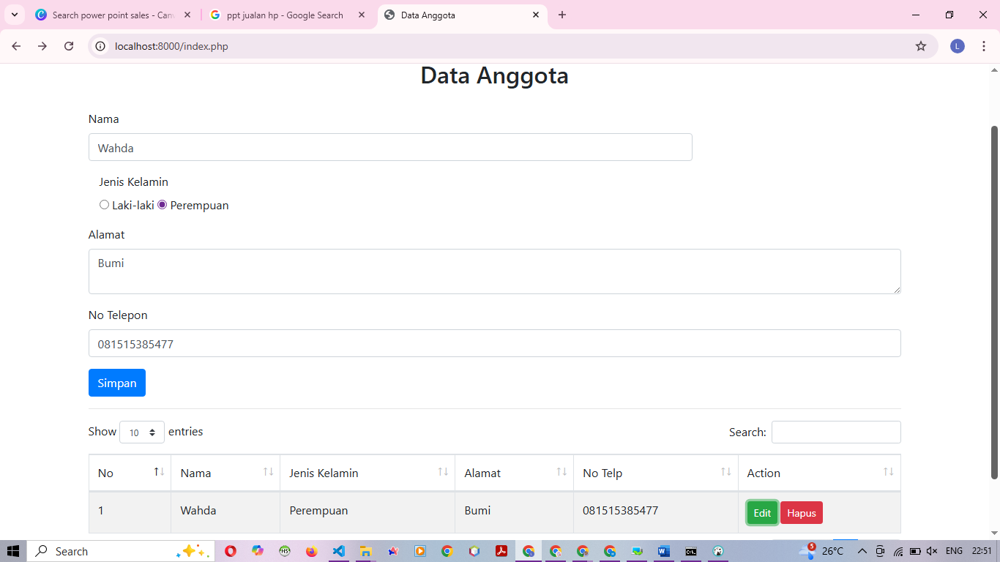 Search power point sales - Canv
ppt jualan hp - Google Search
Data Anggota
localhost:8000/index.php
L
Data Anggota
Nama
Wahda
Jenis Kelamin
Laki-laki Perempuan
Alamat
Bumi
No Telepon
081515385477
Simpan
Show 10 entries Search:
No Nama Jenis Kelamin Alamat No Telp Action
1 Wahda Perempuan Bumi 081515385477 Edit Hapus
Search 5 26°C ENG 22:51